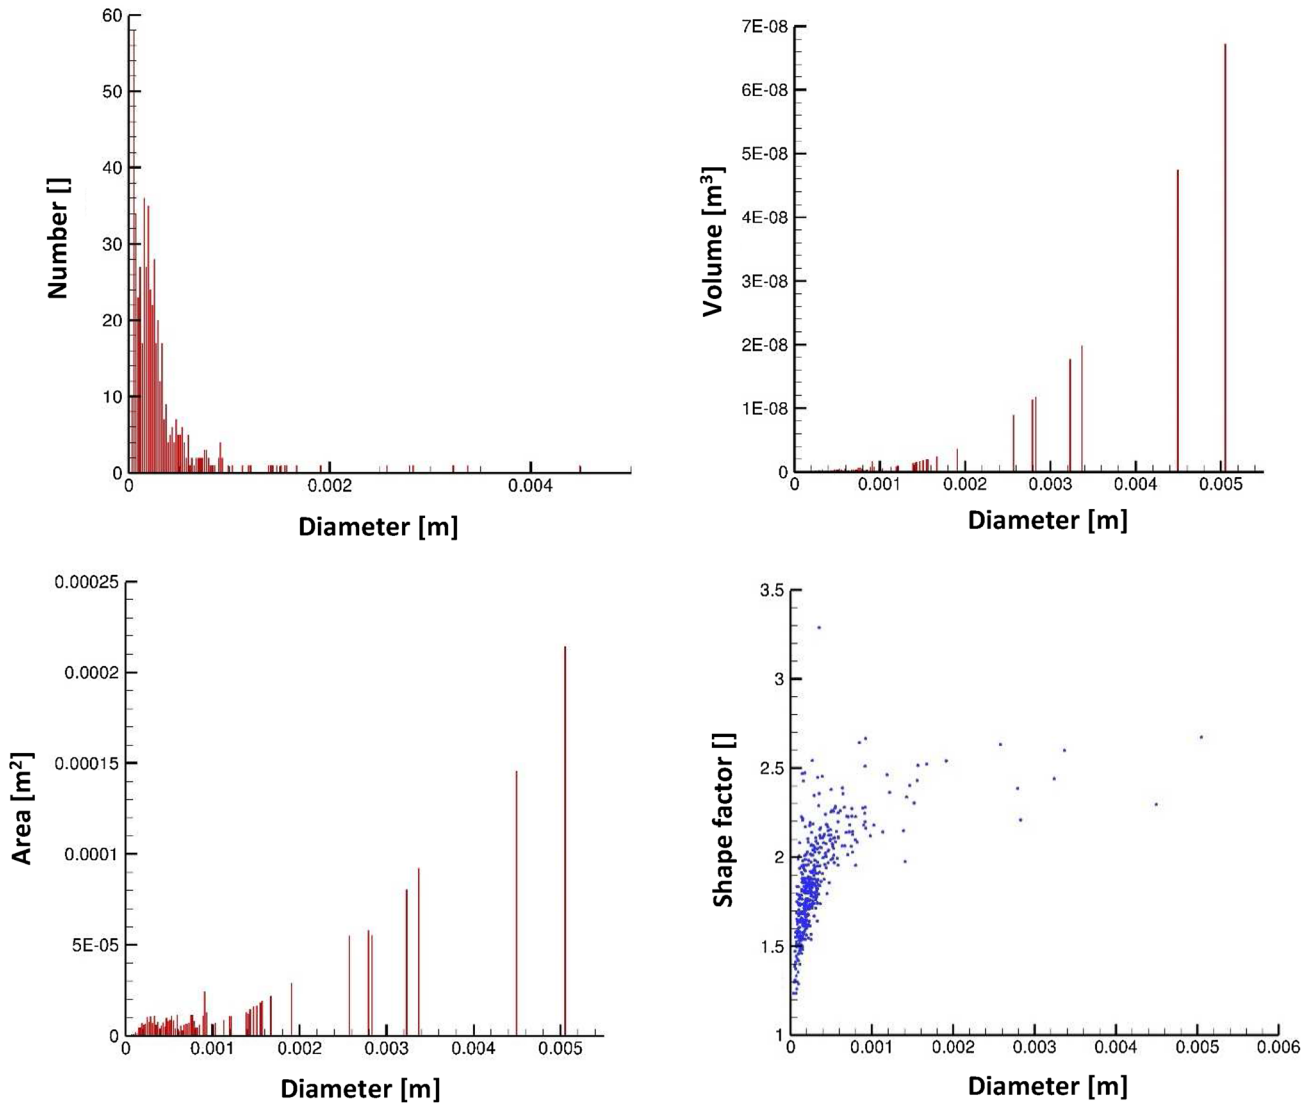 60
50
40
30
20
10
0
Number []
0 0.002 0.004
Diameter [m]
7E-08
6E-08
5E-08
4E-08
3E-08
2E-08
1E-08
0
Volume [m³]
0 0.001 0.002 0.003 0.004 0.005
Diameter [m]
0.00025
0.0002
0.00015
0.0001
5E-05
0
Area [m²]
0 0.001 0.002 0.003 0.004 0.005
Diameter [m]
3.5
3
2.5
2
1.5
1
Shape factor []
0 0.001 0.002 0.003 0.004 0.005 0.006
Diameter [m]